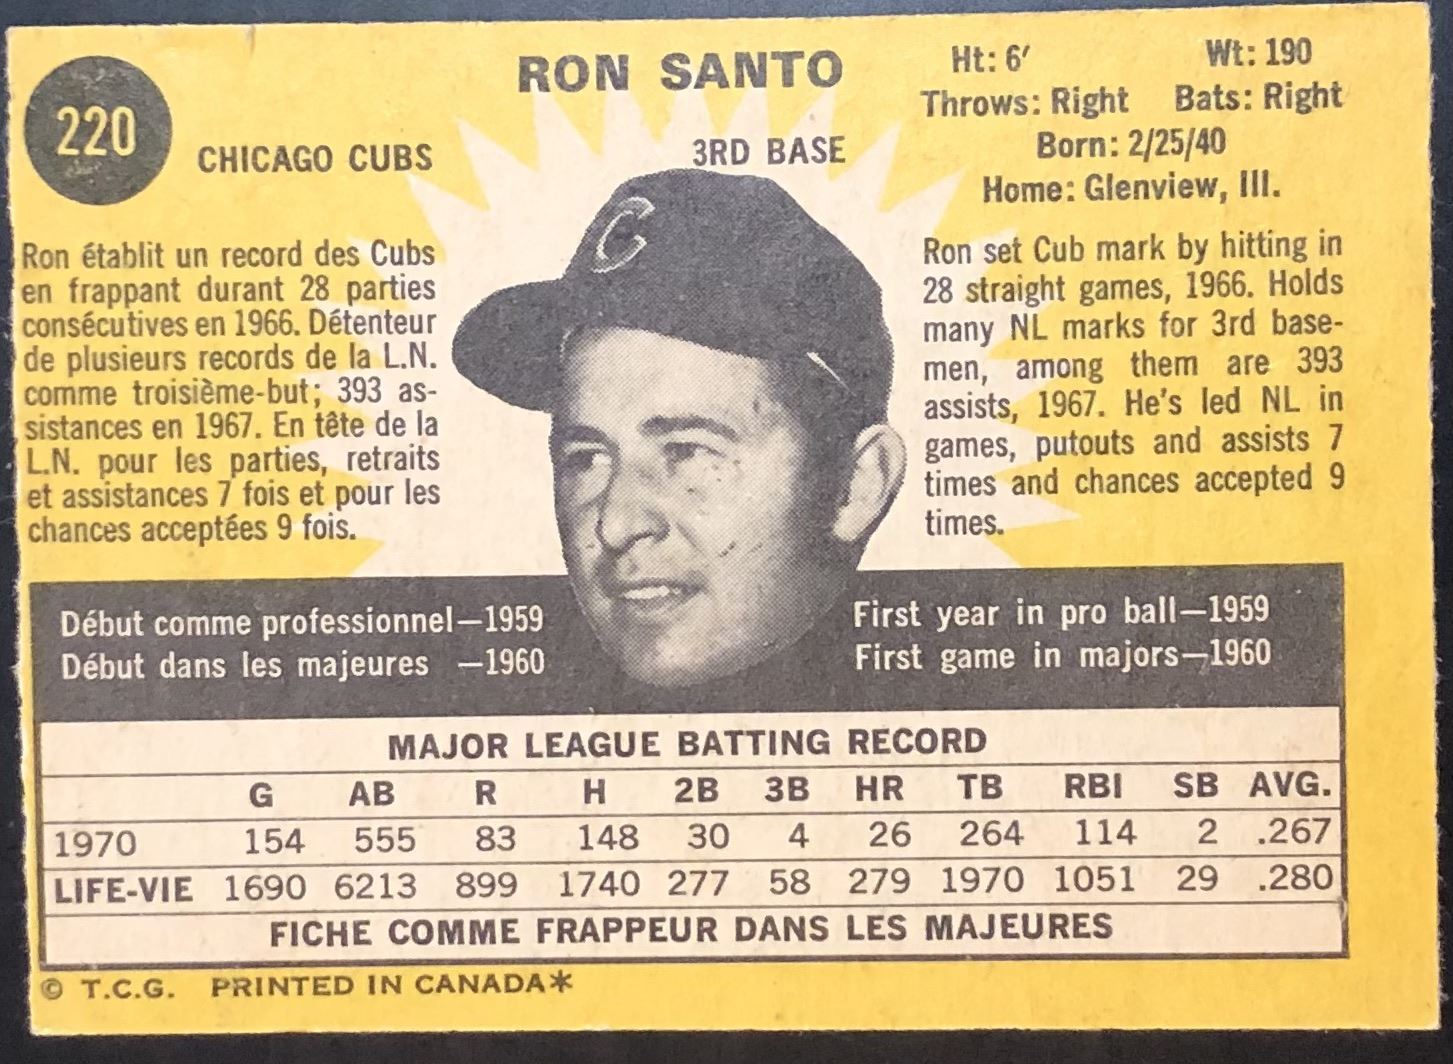 220
RON SANTO
CHICAGO CUBS
3RD BASE
Ht: 6' Wt: 190
Throws: Right Bats: Right
Born: 2/25/40
Home: Glenview, Ill.
Ron établit un record des Cubs
en frappant durant 28 parties
consécutives en 1966. Détenteur
de plusieurs records de la L.N.
comme troisième-but; 393 as-
sistances en 1967. En tête de la
L.N. pour les parties, retraits
et assistances 7 fois et pour les
chances acceptées 9 fois.
C
Ron set Cub mark by hitting in
28 straight games, 1966. Holds
many NL marks for 3rd base-
men, among them are 393
assists, 1967. He's led NL in
games, putouts and assists 7
times and chances accepted 9
times.
Début comme professionnel—1959
Début dans les majeures —1960
First year in pro ball—1959
First game in majors—1960
MAJOR LEAGUE BATTING RECORD
G AB R H 2B 3B HR TB RBI SB AVG.
1970 154 555 83 148 30 4 26 264 114 2 .267
LIFE-VIE 1690 6213 899 1740 277 58 279 1970 1051 29 .280
FICHE COMME FRAPPEUR DANS LES MAJEURES
© T.C.G. PRINTED IN CANADA*